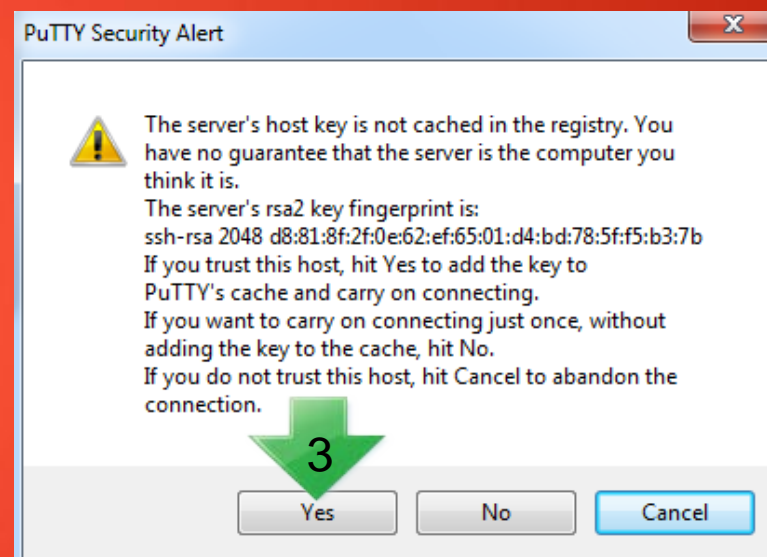 PuTTY Security Alert
X
The server's host key is not cached in the registry. You
have no guarantee that the server is the computer you
think it is.
The server's rsa2 key fingerprint is:
ssh-rsa 2048 d8:81:8f:2f:0e:62:ef:65:01:d4:bd:78:5f:f5:b3:7b
If you trust this host, hit Yes to add the key to
PuTTY's cache and carry on connecting.
If you want to carry on connecting just once, without
adding the key to the cache, hit No.
If you do not trust this host, hit Cancel to abandon the
connection.
3
Yes No Cancel